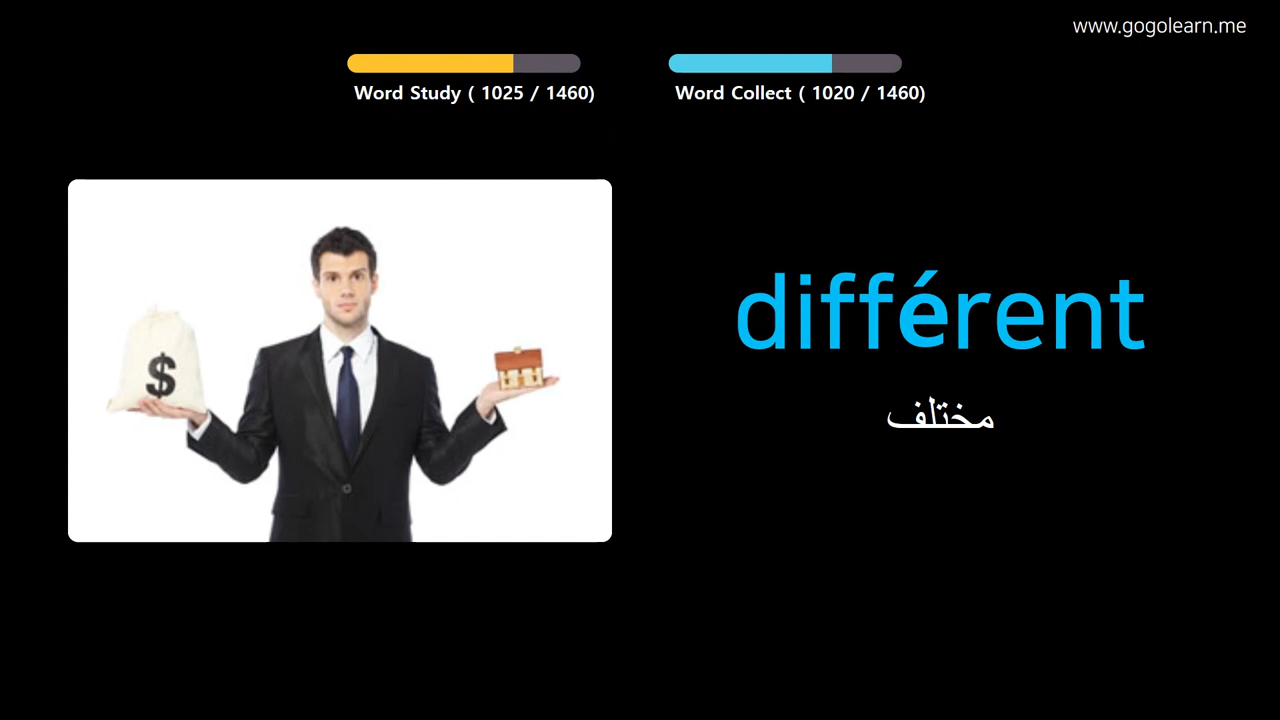 www.gogolearn.me
Word Study ( 1025 / 1460)
Word Collect ( 1020 / 1460)
$
différent
مختلف